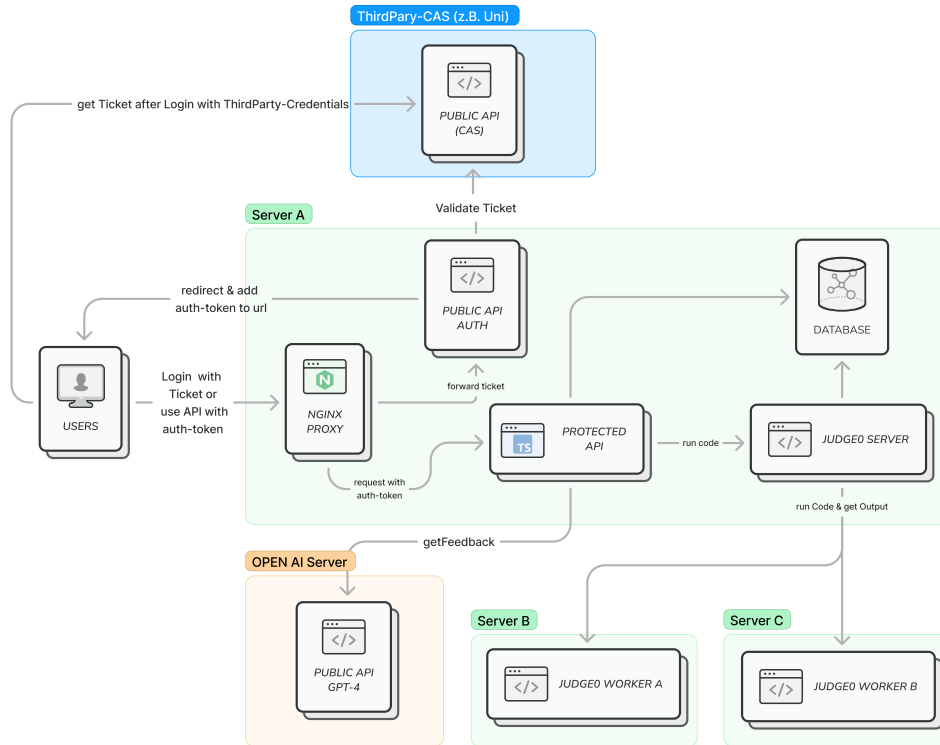 ThirdPary-CAS (z.B. Uni)
get Ticket after Login with ThirdParty-Credentials
PUBLIC API
(CAS)
Validate Ticket
Server A
redirect & add
auth-token to url
PUBLIC API
AUTH
DATABASE
USERS
Login with
Ticket or
use API with
auth-token
NGINX
PROXY
forward ticket
request with
auth-token
TS
PROTECTED
API
run code
JUDGE0 SERVER
run Code & get Output
getFeedback
OPEN AI Server
PUBLIC API
GPT-4
Server B
JUDGE0 WORKER A
Server C
JUDGE0 WORKER B